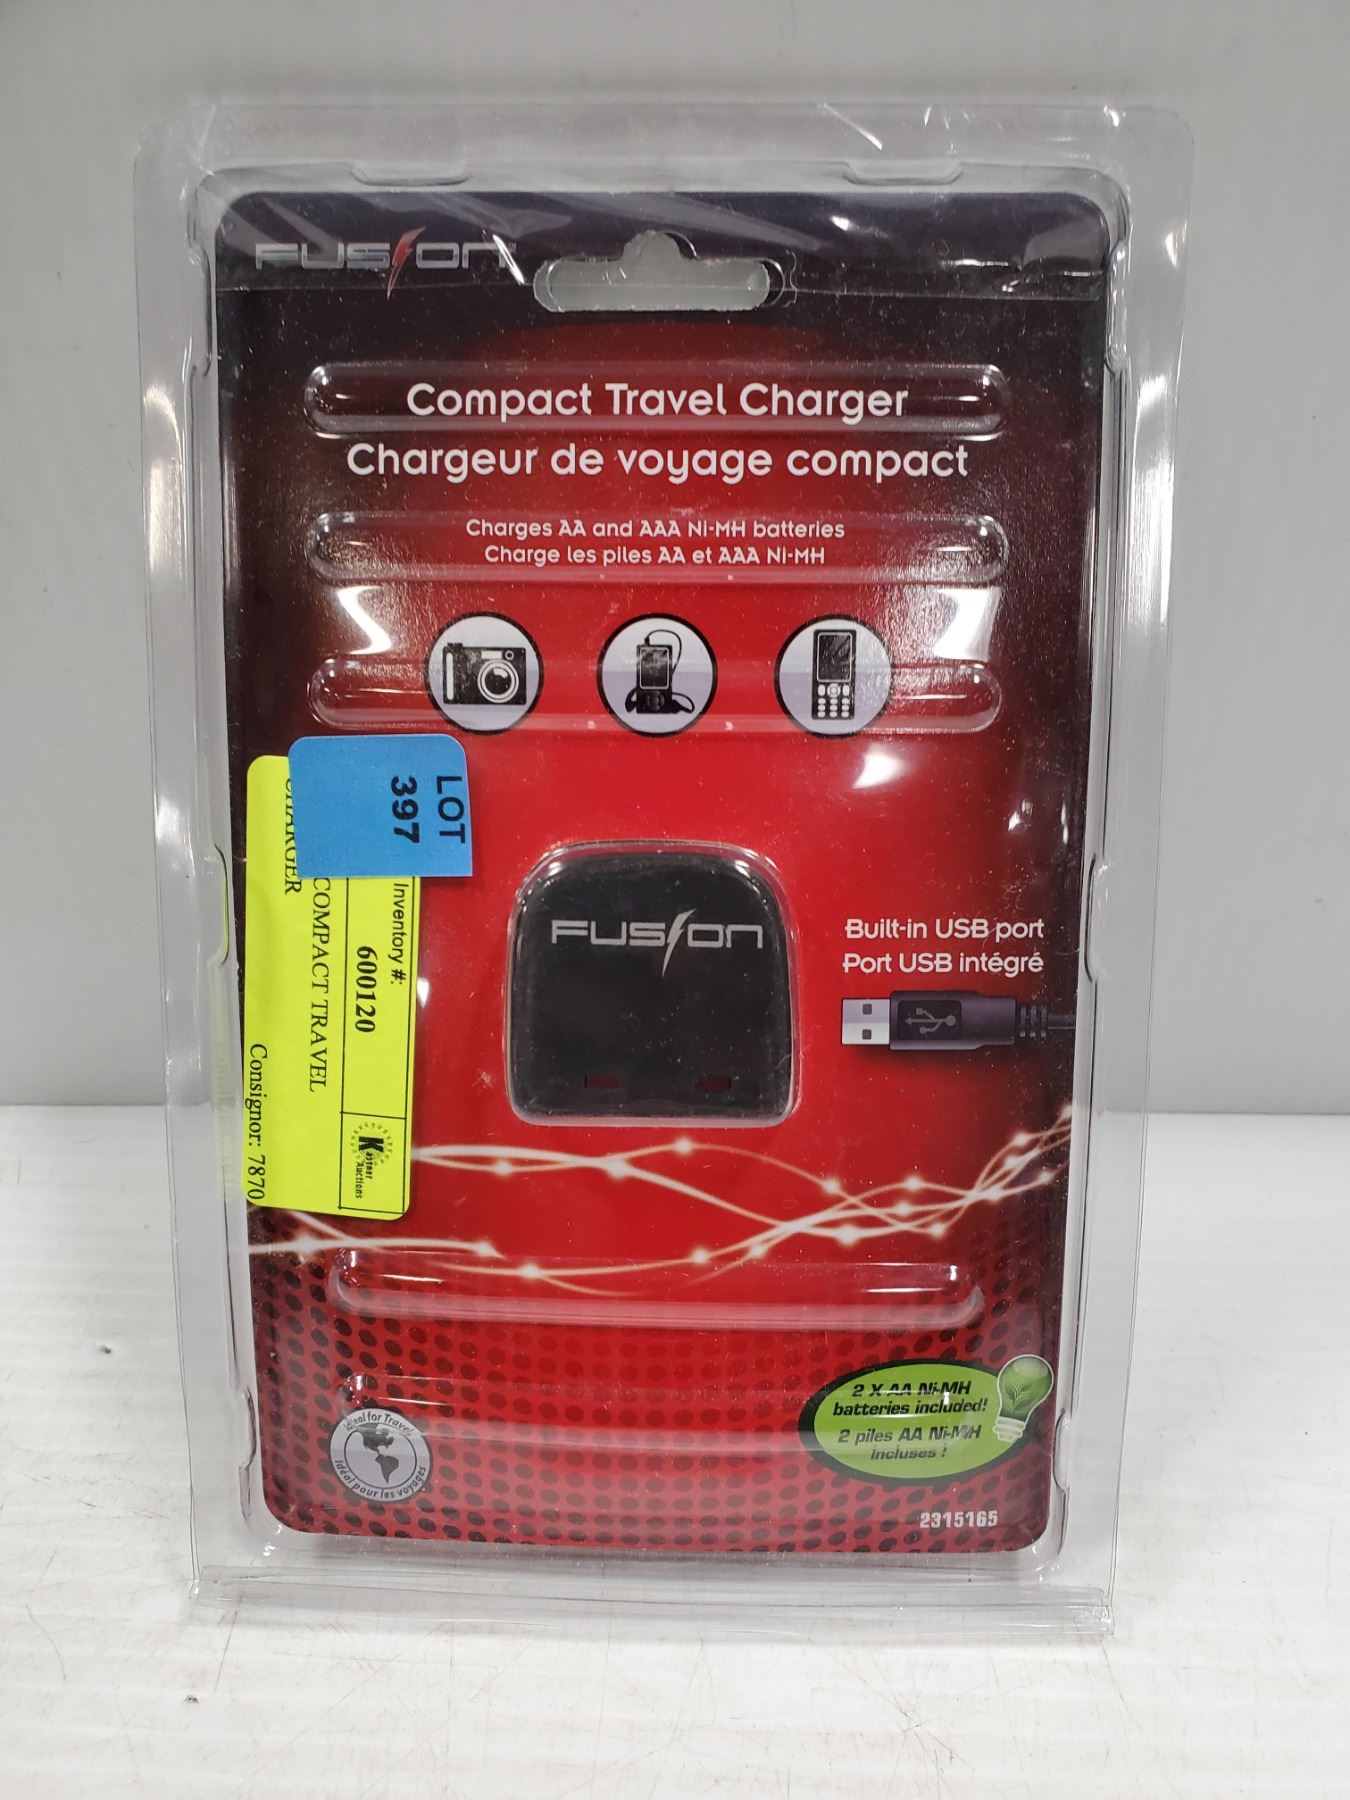 FUSION
Compact Travel Charger
Chargeur de voyage compact
Charges AA and AAA Ni-MH batteries
Charge les piles AA et AAA Ni-MH
LOT
397
Inventory #:
600120
COMPACT TRAVEL
CHARGER
Consignor: 7870
Kastner
Auctions
FUSION
Built-in USB port
Port USB intégré
2 X AA Ni-MH
batteries included!
2 piles AA Ni-MH
incluses !
Ideal for Travel
Idéal pour les voyages
2315165